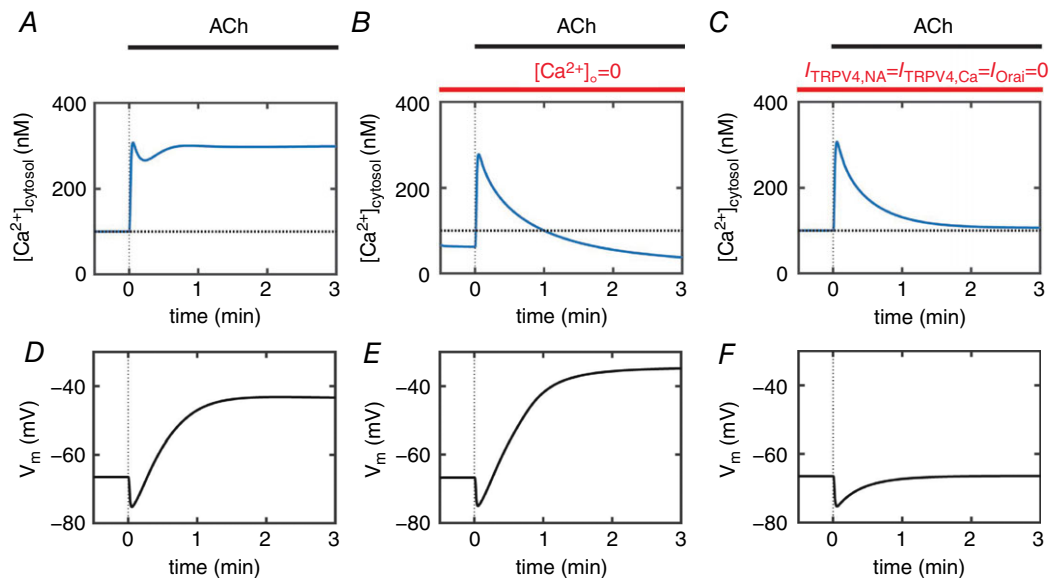 A
ACh
B
ACh
[Ca²⁺]ₒ=0
C
ACh
I_TRPV4,NA=I_TRPV4,Ca=I_Orai=0
[Ca²⁺]cytosol (nM)
400
200
0
0 1 2 3
time (min)
[Ca²⁺]cytosol (nM)
400
200
0
0 1 2 3
time (min)
[Ca²⁺]cytosol (nM)
400
200
0
0 1 2 3
time (min)
D
Vm (mV)
−40
−60
−80
0 1 2 3
time (min)
E
Vm (mV)
−40
−60
−80
0 1 2 3
time (min)
F
Vm (mV)
−40
−60
−80
0 1 2 3
time (min)